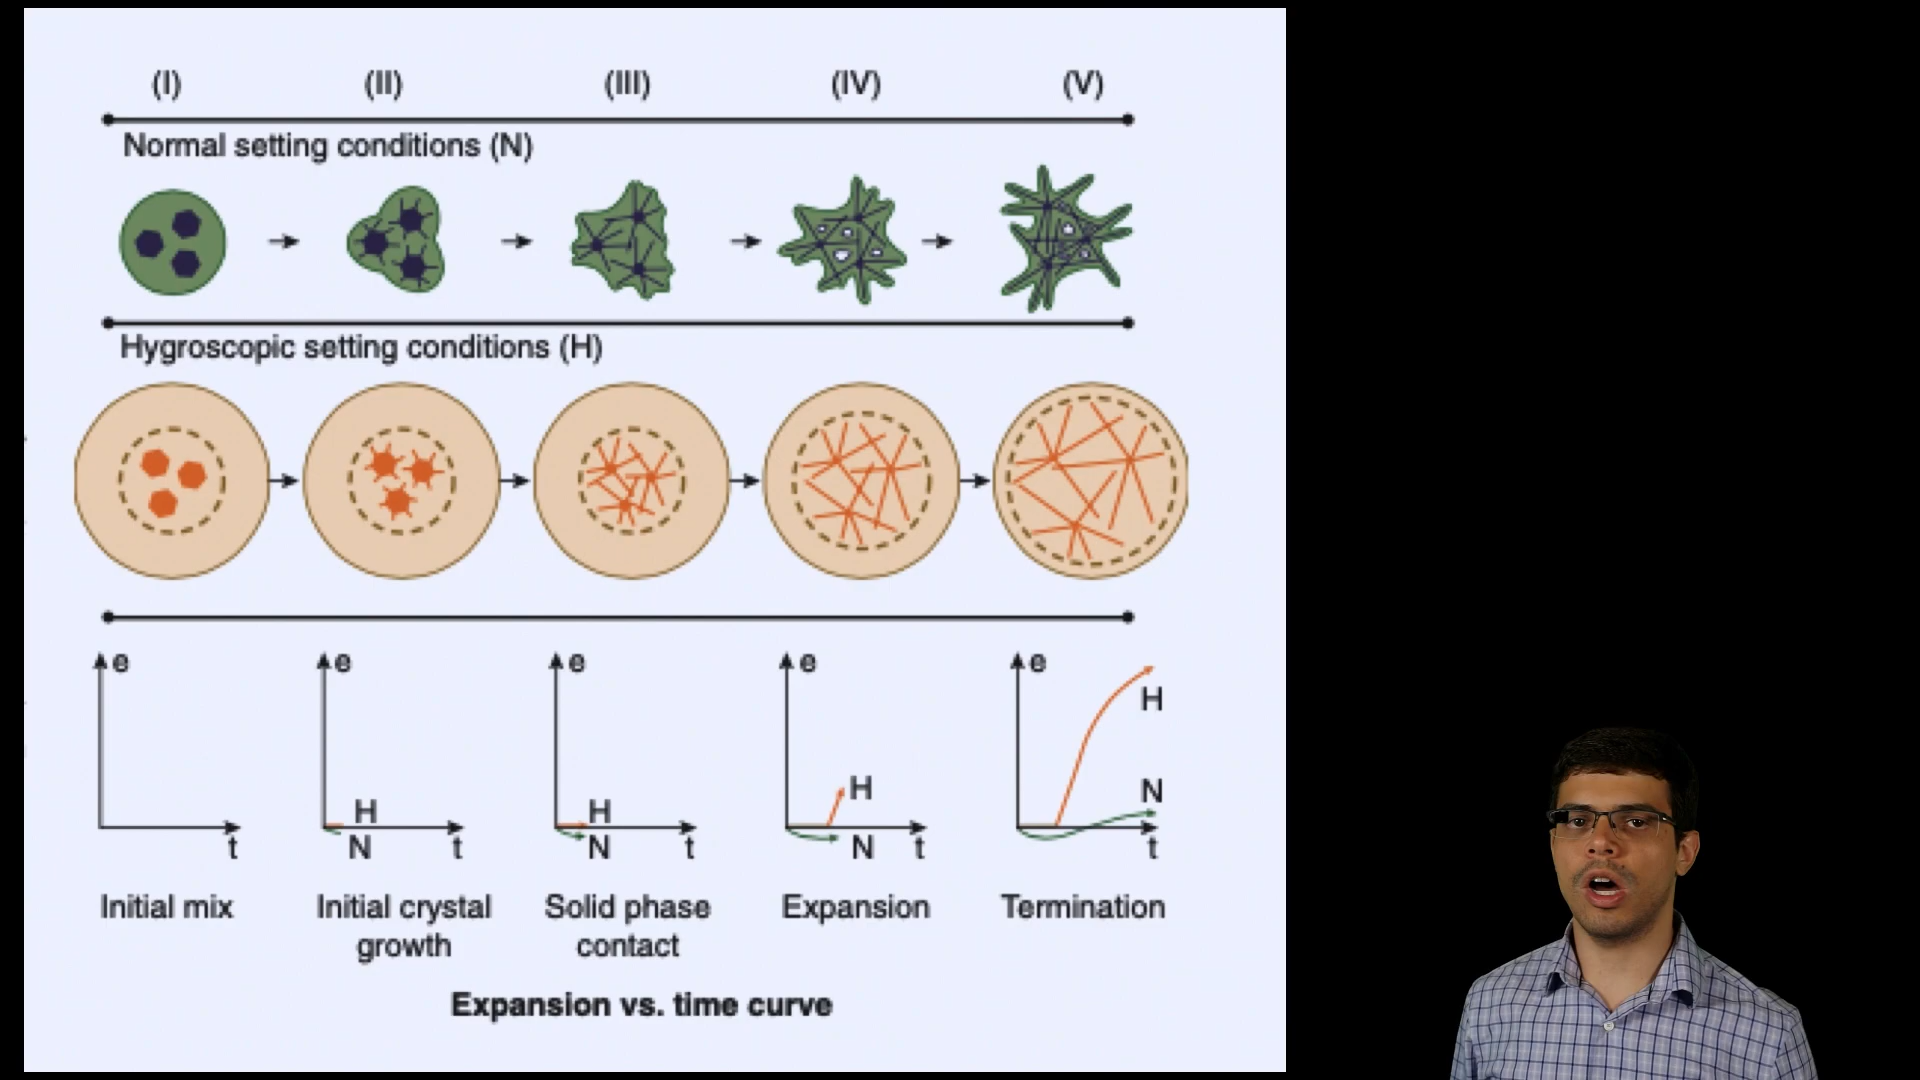 (I) (II) (III) (IV) (V)
Normal setting conditions (N)
Hygroscopic setting conditions (H)
e e e e e
H
H
H
H
N
N
N
N
t t t t t
Initial mix Initial crystal growth Solid phase contact Expansion Termination
Expansion vs. time curve